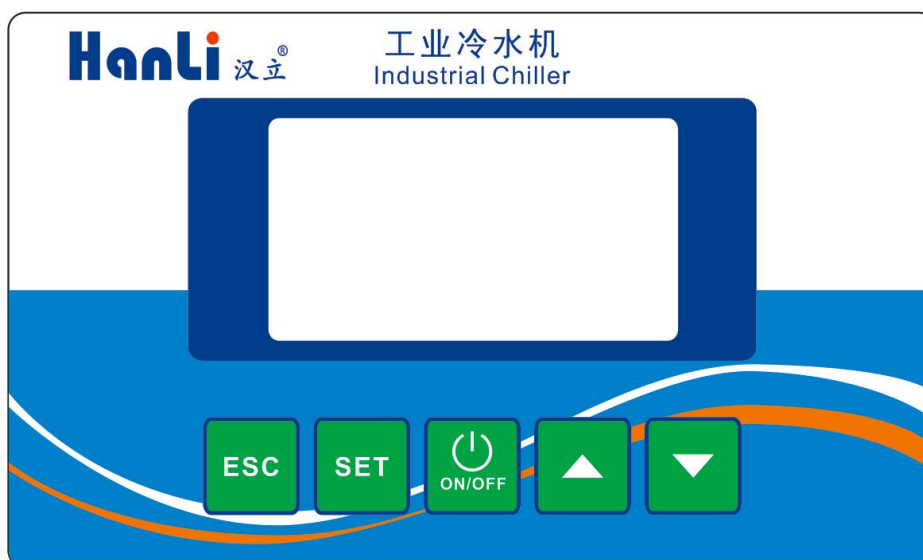 HanLi 汉立®
工业冷水机
Industrial Chiller
ESC
SET
ON/OFF